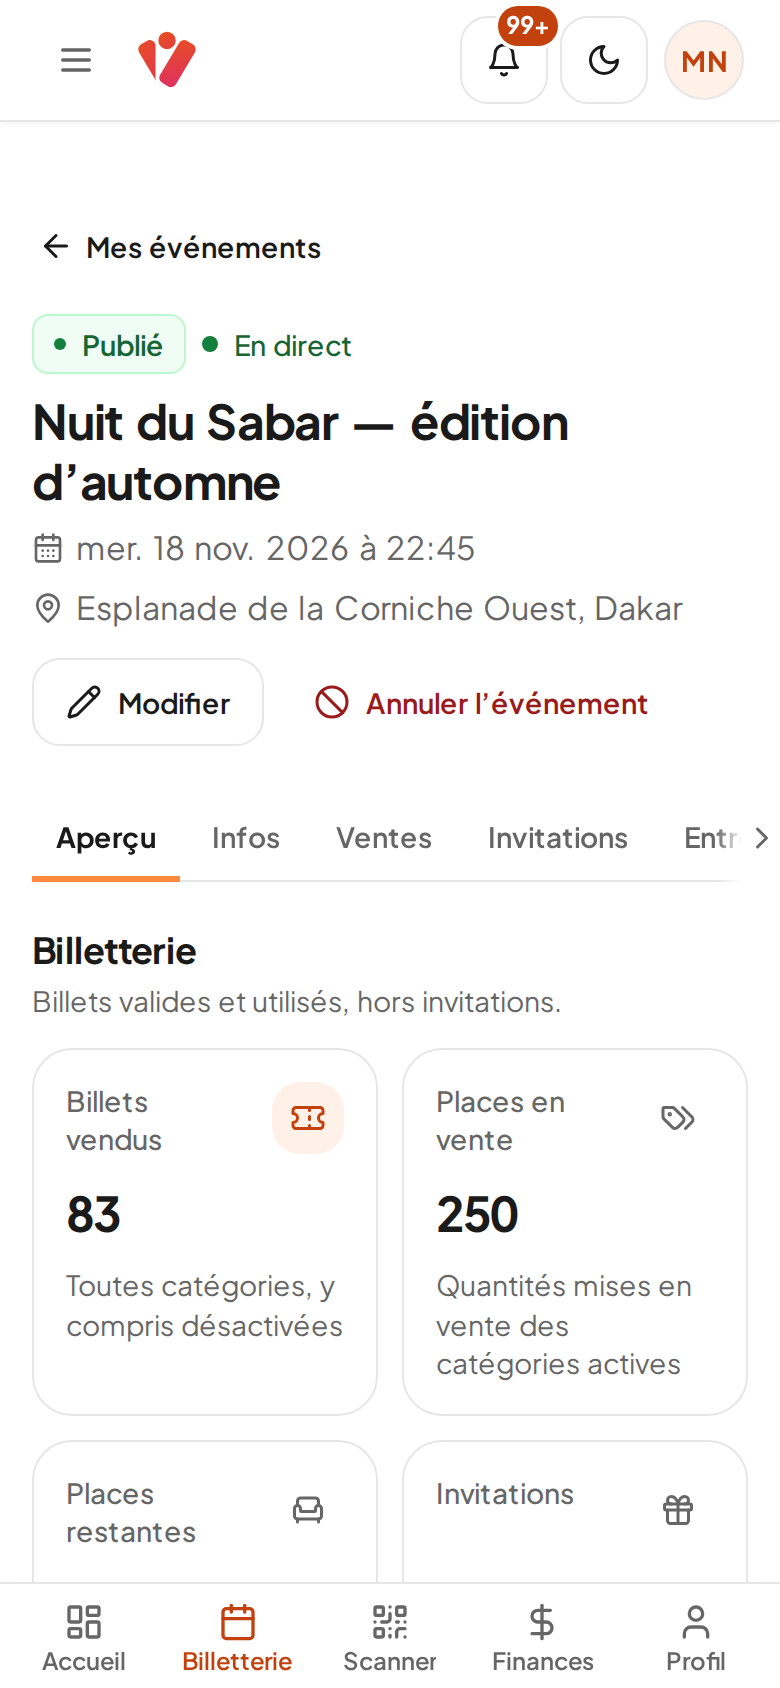 99+
MN
Mes événements
Publié
En direct
Nuit du Sabar — édition
d’automne
mer. 18 nov. 2026 à 22:45
Esplanade de la Corniche Ouest, Dakar
Modifier
Annuler l’événement
Aperçu
Infos
Ventes
Invitations
Entr
Billetterie
Billets valides et utilisés, hors invitations.
Billets
vendus
83
Toutes catégories, y
compris désactivées
Places en
vente
250
Quantités mises en
vente des
catégories actives
Places
restantes
Invitations
Accueil
Billetterie
Scanner
Finances
Profil